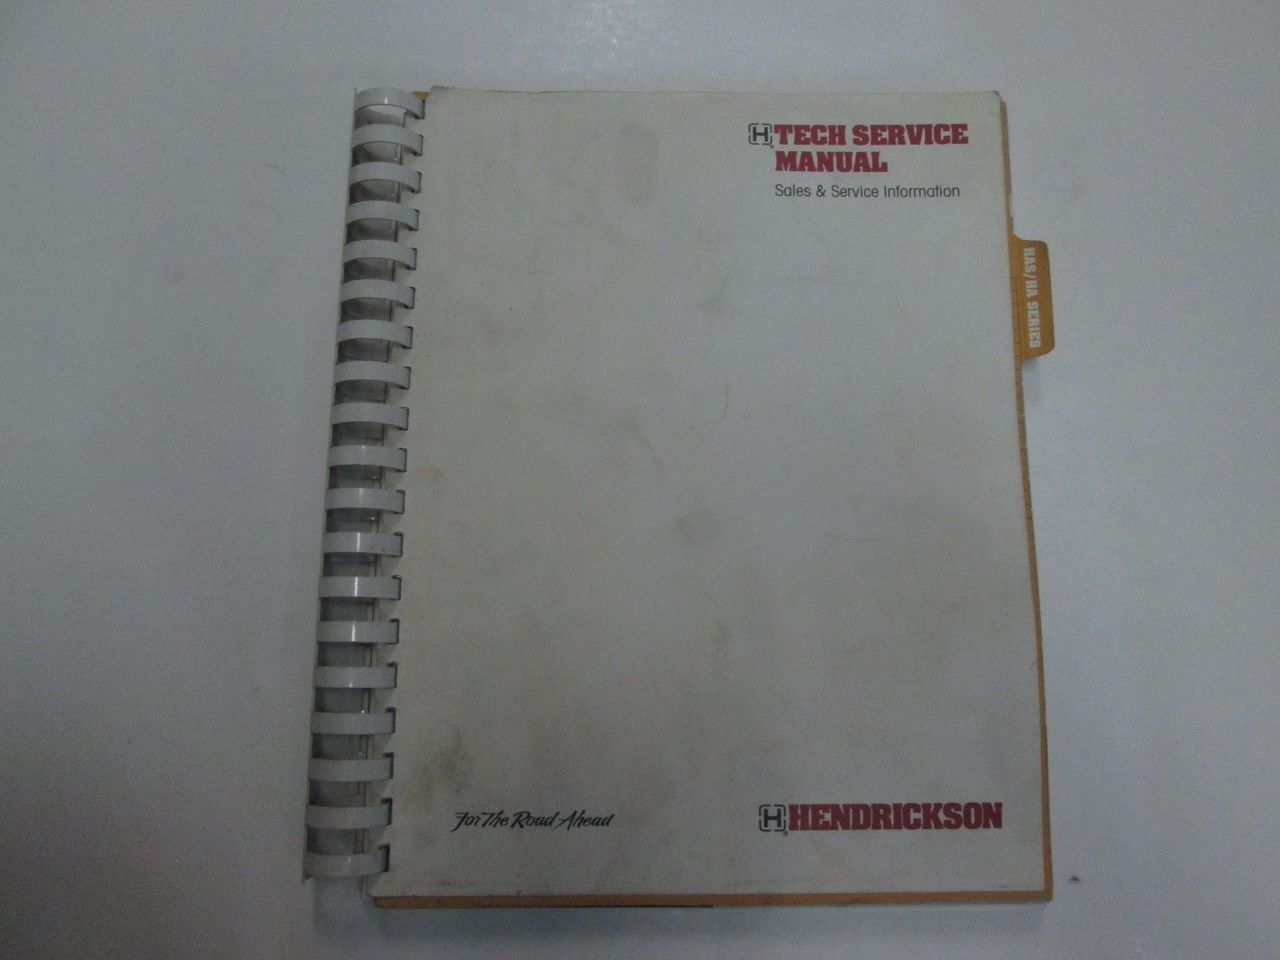 H TECH SERVICE
MANUAL
Sales & Service Information
HAS/HA SERIES
For The Road Ahead
H HENDRICKSON